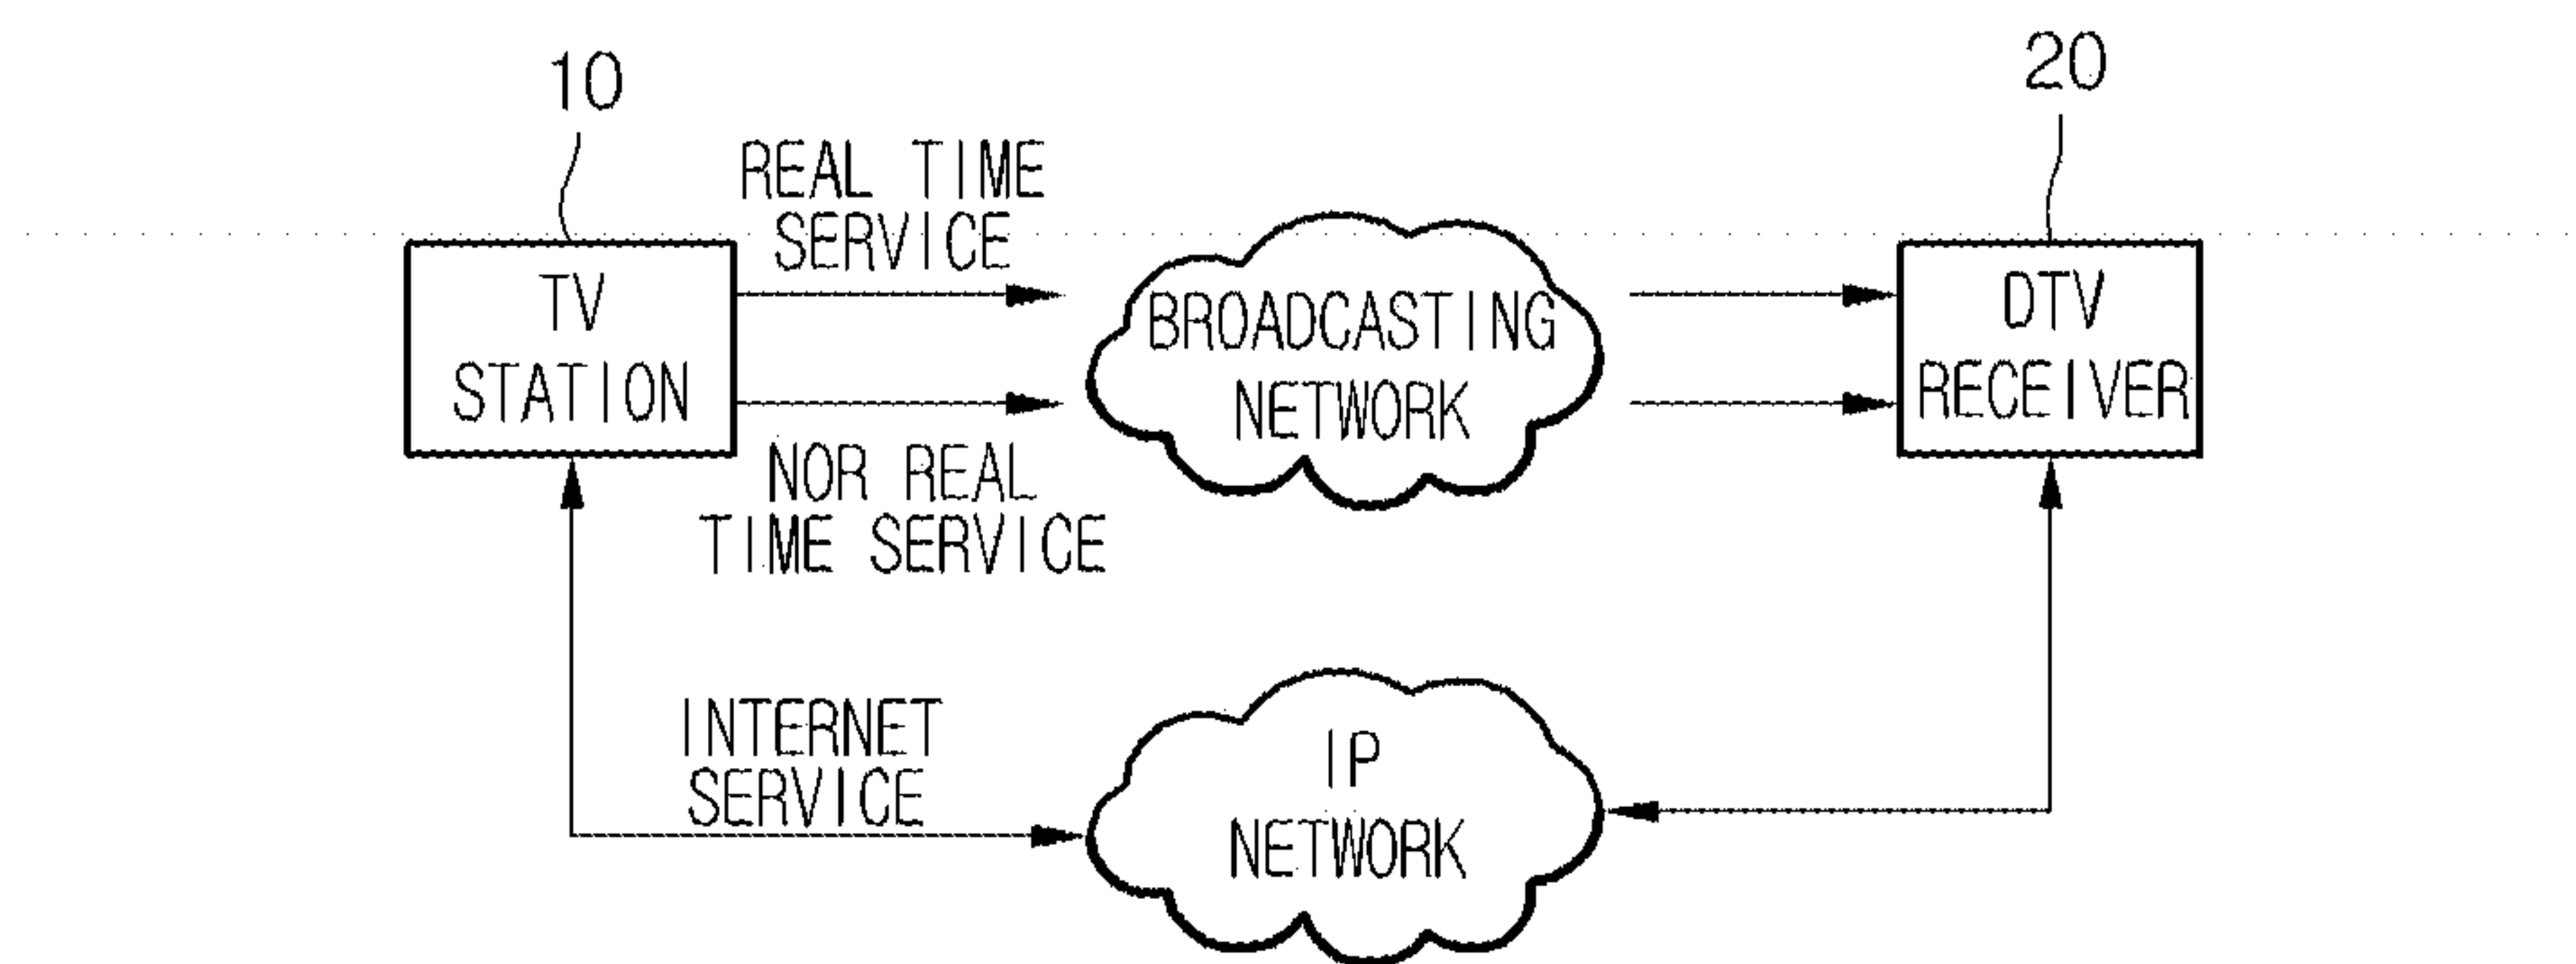 10
20
REAL TIME
SERVICE
TV
STATION
BROADCASTING
NETWORK
DTV
RECEIVER
NOR REAL
TIME SERVICE
INTERNET
SERVICE
IP
NETWORK